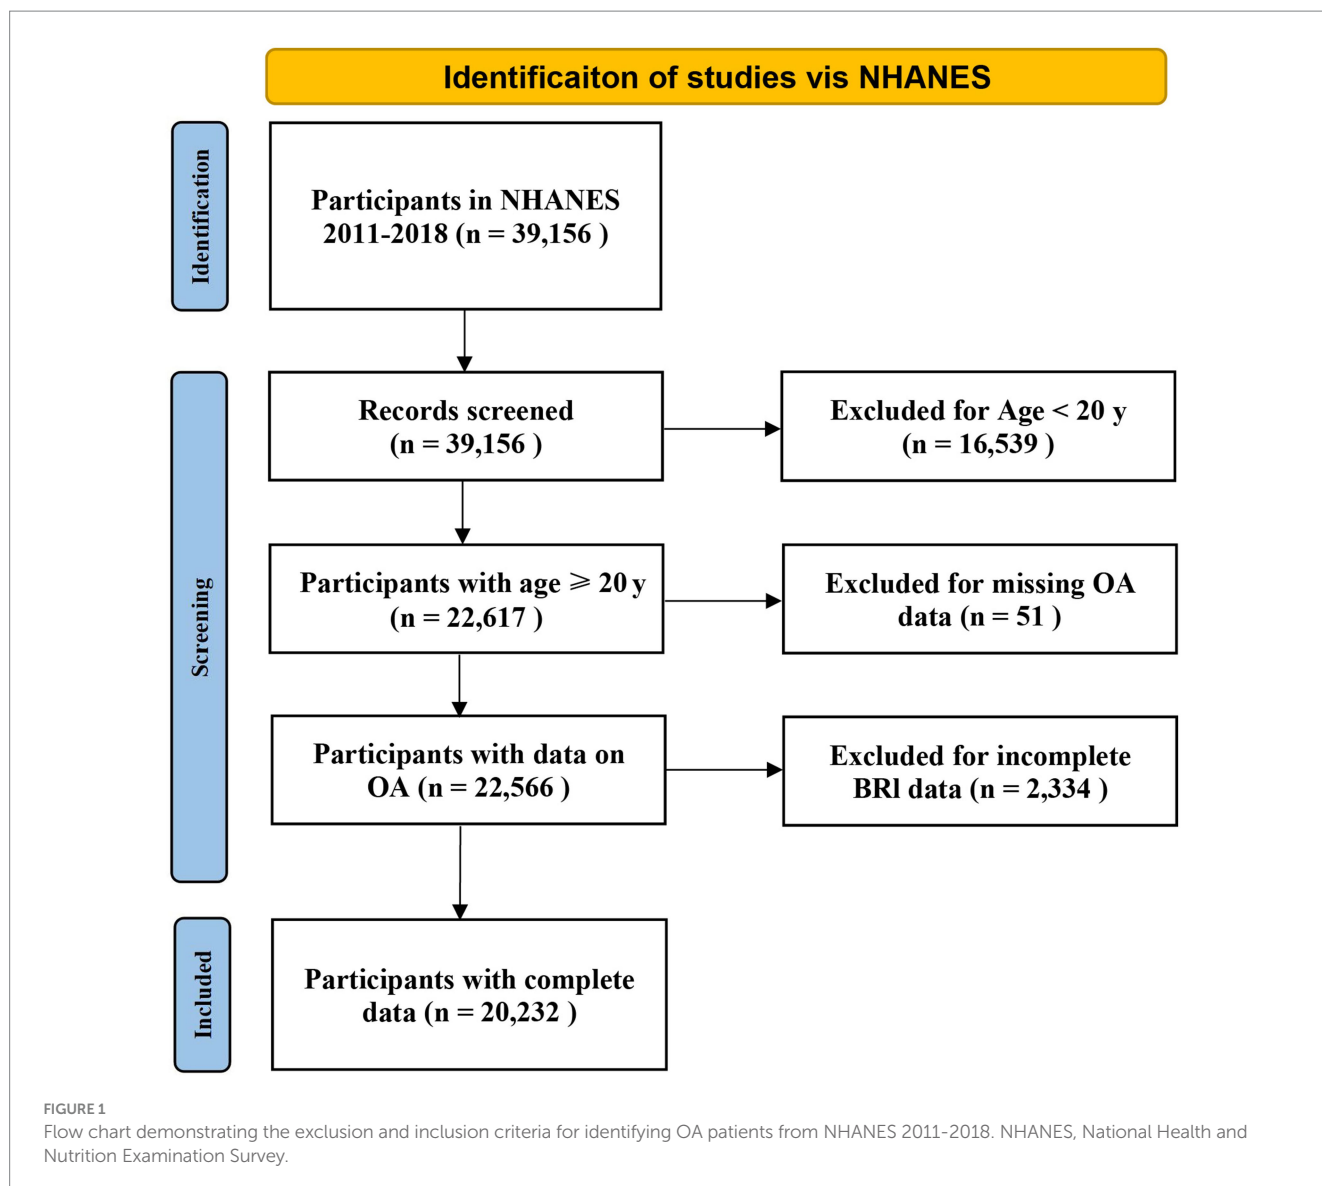 Identificaiton of studies vis NHANES
Identification
Participants in NHANES
2011-2018 (n = 39,156 )
Screening
Records screened
(n = 39,156 )
Excluded for Age < 20 y
(n = 16,539 )
Participants with age ⩾ 20 y
(n = 22,617 )
Excluded for missing OA
data (n = 51 )
Participants with data on
OA (n = 22,566 )
Excluded for incomplete
BRl data (n = 2,334 )
Included
Participants with complete
data (n = 20,232 )
FIGURE 1
Flow chart demonstrating the exclusion and inclusion criteria for identifying OA patients from NHANES 2011-2018. NHANES, National Health and
Nutrition Examination Survey.